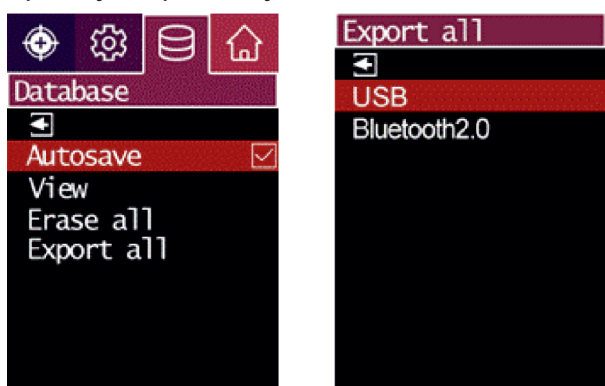 Database
Autosave
View
Erase all
Export all
Export all
USB
Bluetooth2.0